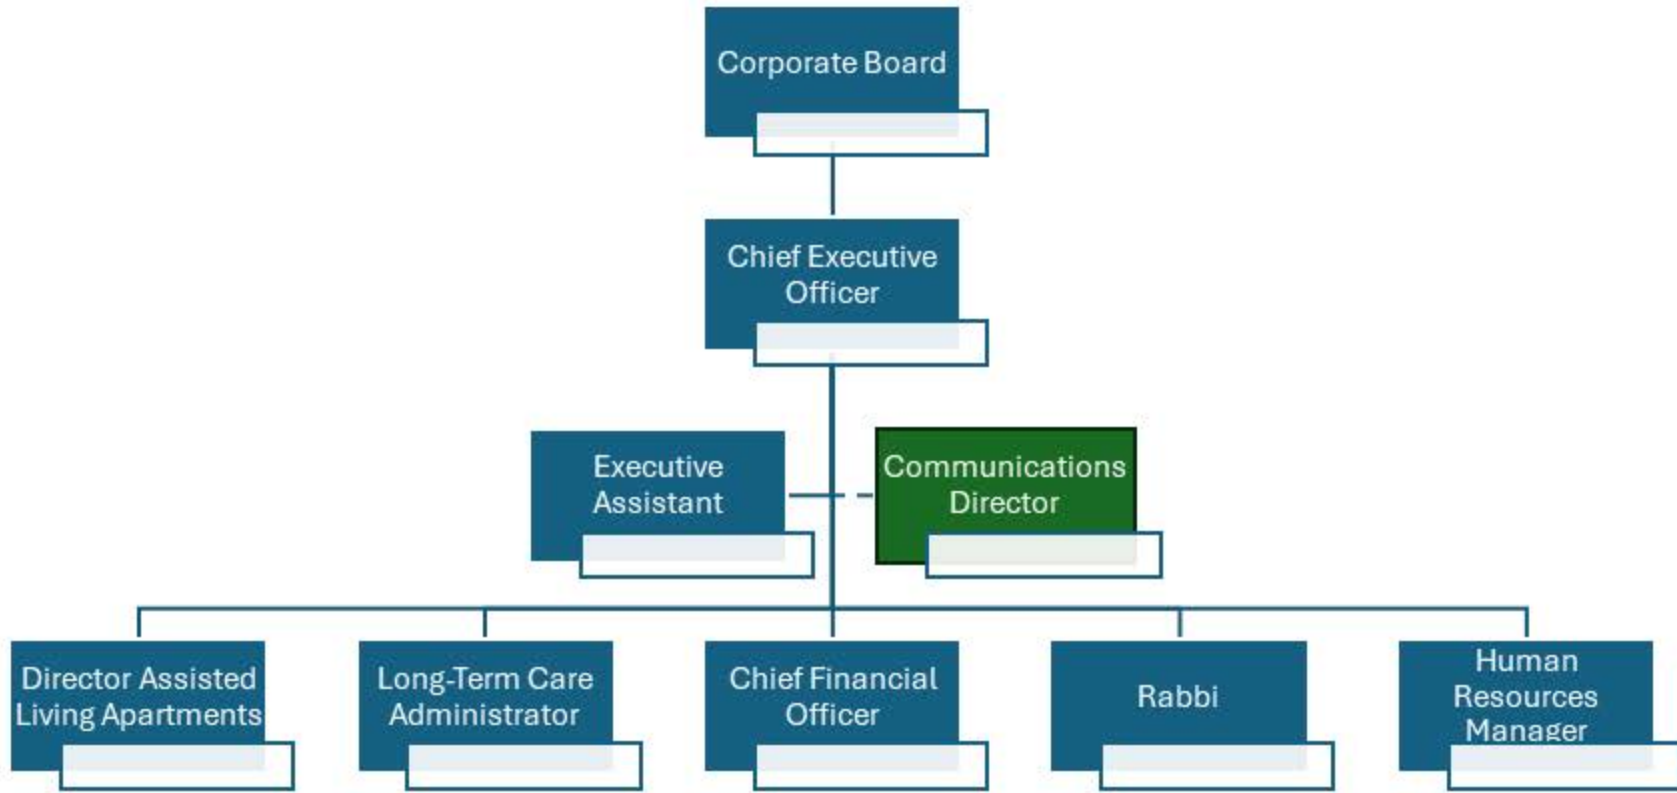 Corporate Board
Chief Executive
Officer
Executive
Assistant
Communications
Director
Director Assisted
Living Apartments
Long-Term Care
Administrator
Chief Financial
Officer
Rabbi
Human
Resources
Manager